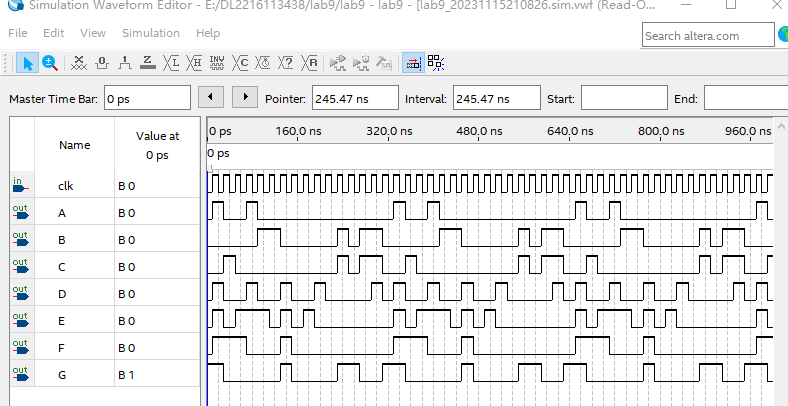 Simulation Waveform Editor - E:/DL2216113438/lab9/lab9 - lab9 - [lab9_20231115210826.sim.vwf (Read-O...
File Edit View Simulation Help
Search altera.com
Master Time Bar: 0 ps Pointer: 245.47 ns Interval: 245.47 ns Start: End:
Name Value at 0 ps 0 ps 160.0 ns 320.0 ns 480.0 ns 640.0 ns 800.0 ns 960.0 ns
0 ps
in clk B 0
out A B 0
out B B 0
out C B 0
out D B 0
out E B 0
out F B 0
out G B 1